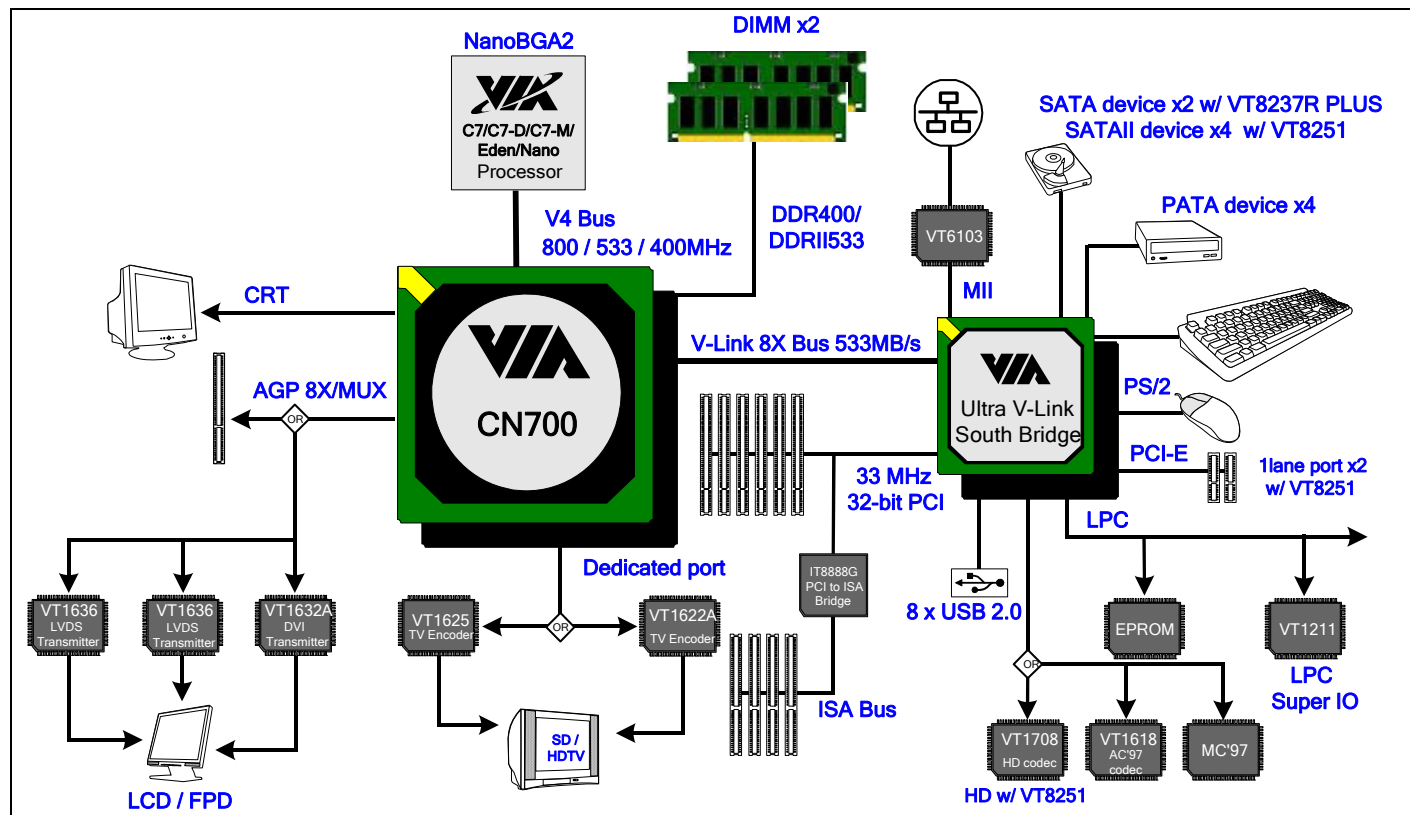 DIMM x2
NanoBGA2
VIA
C7/C7-D/C7-M/
Eden/Nano
Processor
SATA device x2 w/ VT8237R PLUS
SATAII device x4 w/ VT8251
V4 Bus
800 / 533 / 400MHz
DDR400/
DDRII533
VT6103
PATA device x4
MII
CRT
VIA
CN700
V-Link 8X Bus 533MB/s
VIA
Ultra V-Link
South Bridge
PS/2
AGP 8X/MUX
OR
33 MHz
32-bit PCI
PCI-E
1lane port x2
w/ VT8251
LPC
Dedicated port
IT8888G
PCI to ISA
Bridge
8 x USB 2.0
VT1636
LVDS
Transmitter
VT1636
LVDS
Transmitter
VT1632A
DVI
Transmitter
VT1625
TV Encoder
OR
VT1622A
TV Encoder
EPROM
VT1211
LPC
Super IO
OR
ISA Bus
SD /
HDTV
VT1708
HD codec
VT1618
AC'97
codec
MC'97
LCD / FPD
HD w/ VT8251